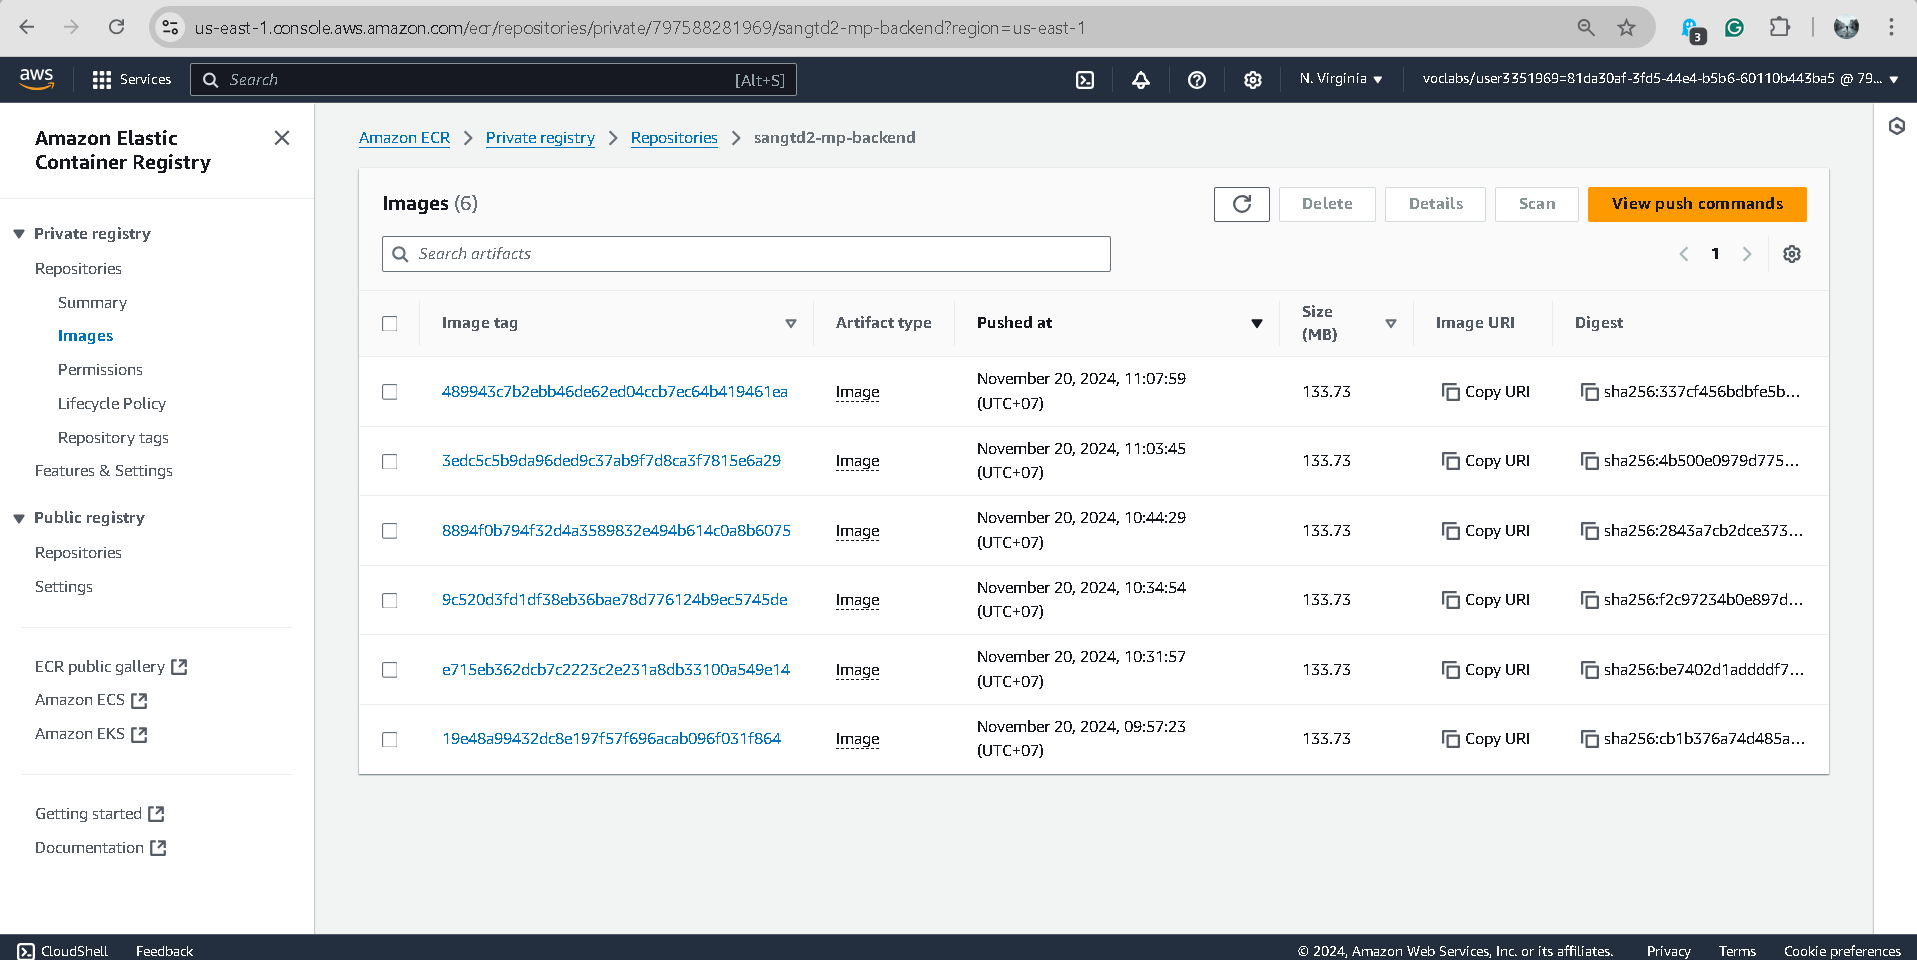 us-east-1.console.aws.amazon.com/ecr/repositories/private/797588281969/sangtd2-mp-backend?region=us-east-1
3
aws
Services
Search
[Alt+S]
N. Virginia
voclabs/user3351969=81da30af-3fd5-44e4-b5b6-60110b443ba5 @ 79...
Amazon Elastic
Container Registry
Private registry
Repositories
Summary
Images
Permissions
Lifecycle Policy
Repository tags
Features & Settings
Public registry
Repositories
Settings
ECR public gallery
Amazon ECS
Amazon EKS
Getting started
Documentation
Amazon ECR > Private registry > Repositories > sangtd2-mp-backend
Images (6)
Delete
Details
Scan
View push commands
Search artifacts
1
Image tag
Artifact type
Pushed at
Size
(MB)
Image URI
Digest
489943c7b2ebb46de62ed04ccb7ec64b419461ea
Image
November 20, 2024, 11:07:59
(UTC+07)
133.73
Copy URI
sha256:337cf456bdbfe5b...
3edc5c5b9da96ded9c37ab9f7d8ca3f7815e6a29
Image
November 20, 2024, 11:03:45
(UTC+07)
133.73
Copy URI
sha256:4b500e0979d775...
8894f0b794f32d4a3589832e494b614c0a8b6075
Image
November 20, 2024, 10:44:29
(UTC+07)
133.73
Copy URI
sha256:2843a7cb2dce373...
9c520d3fd1df38eb36bae78d776124b9ec5745de
Image
November 20, 2024, 10:34:54
(UTC+07)
133.73
Copy URI
sha256:f2c97234b0e897d...
e715eb362dcb7c2223c2e231a8db33100a549e14
Image
November 20, 2024, 10:31:57
(UTC+07)
133.73
Copy URI
sha256:be7402d1addddf7...
19e48a99432dc8e197f57f696acab096f031f864
Image
November 20, 2024, 09:57:23
(UTC+07)
133.73
Copy URI
sha256:cb1b376a74d485a...
CloudShell
Feedback
© 2024, Amazon Web Services, Inc. or its affiliates.
Privacy
Terms
Cookie preferences